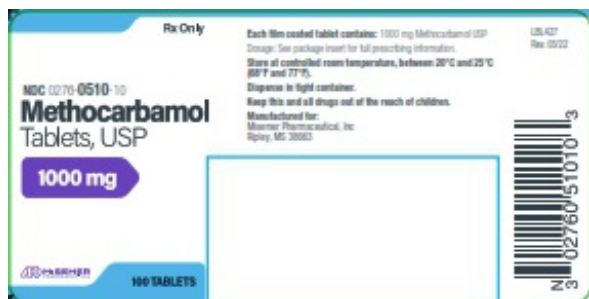 Rx Only
NDC 0276-0510-10
Methocarbamol
Tablets, USP
1000 mg
100 TABLETS
Each film coated tablet contains: 1000 mg Methocarbamol USP
Dosage: See package insert for full prescribing information.
Store at controlled room temperature, between 20°C and 25°C
(68°F and 77°F).
Dispense in tight container.
Keep this and all drugs out of the reach of children.
Manufactured for:
Pharmaceutical, Inc
Ripley, MS 38663
Rev. 05/22
N
3 02760 51010 3